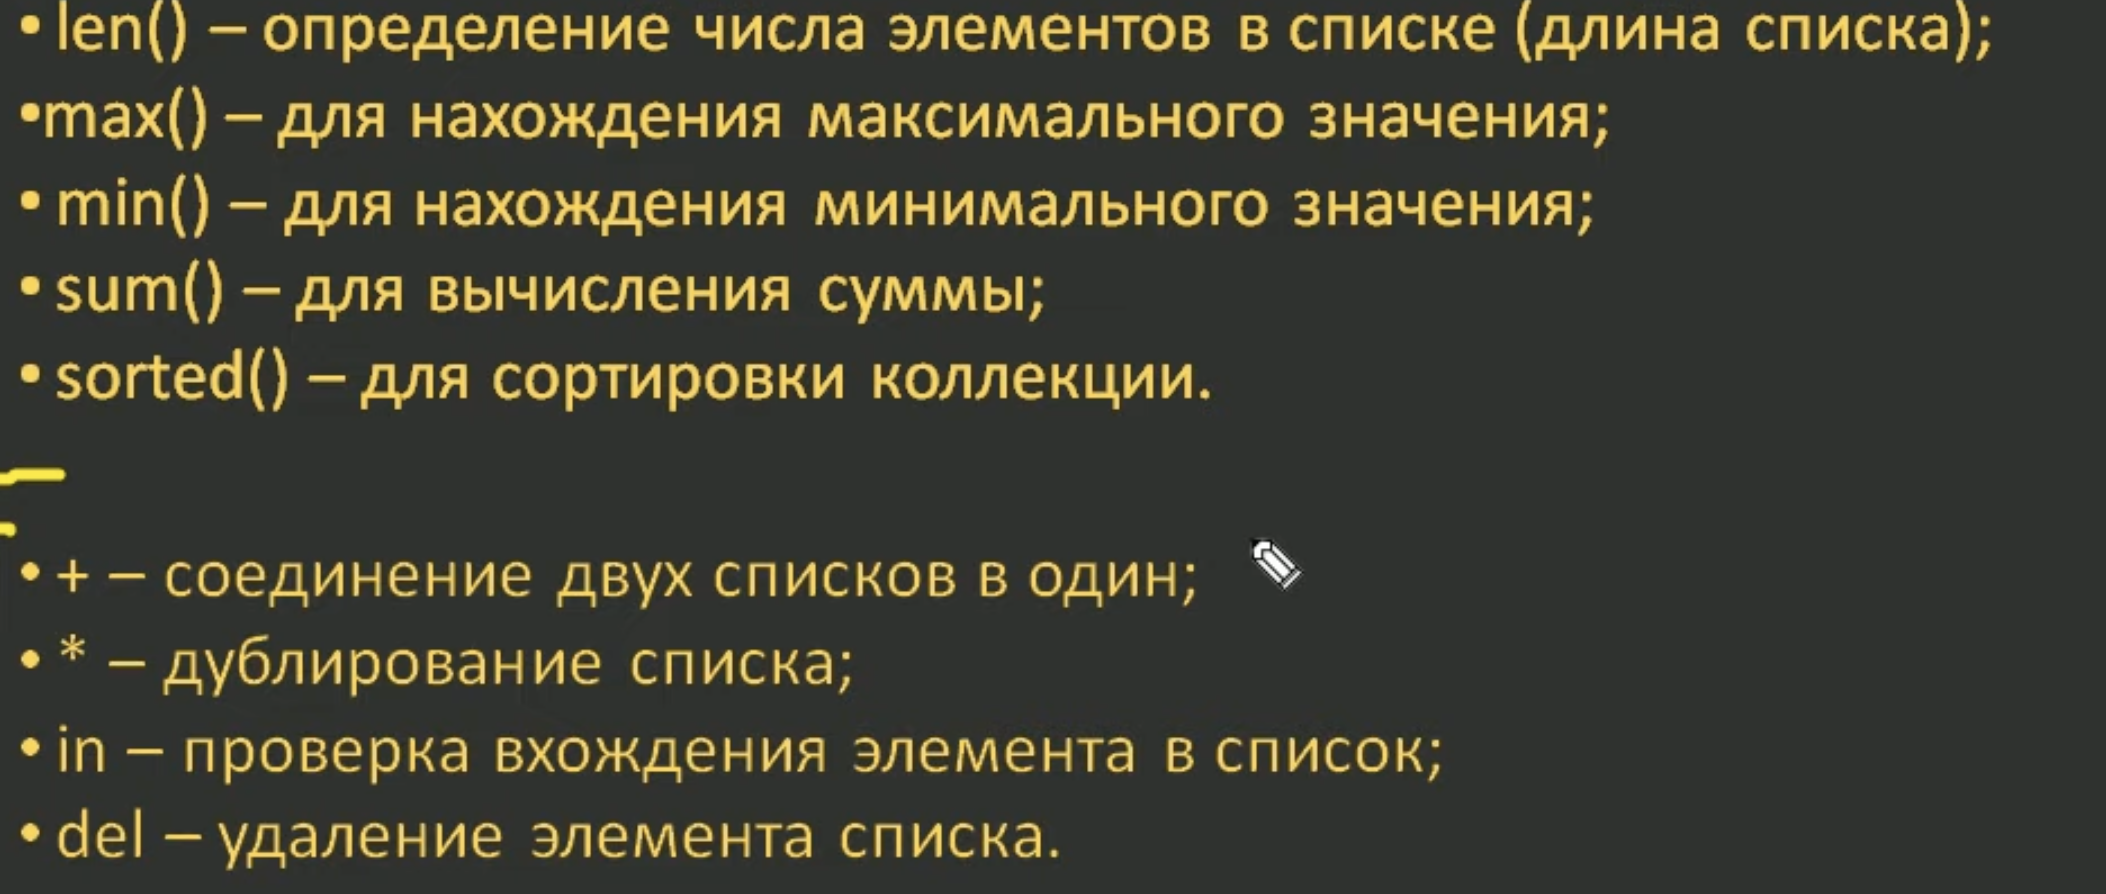 • len() – определение числа элементов в списке (длина списка);
•max() – для нахождения максимального значения;
• min() – для нахождения минимального значения;
• sum() – для вычисления суммы;
• sorted() – для сортировки коллекции.
• + – соединение двух списков в один;
• * – дублирование списка;
• in – проверка вхождения элемента в список;
• del – удаление элемента списка.